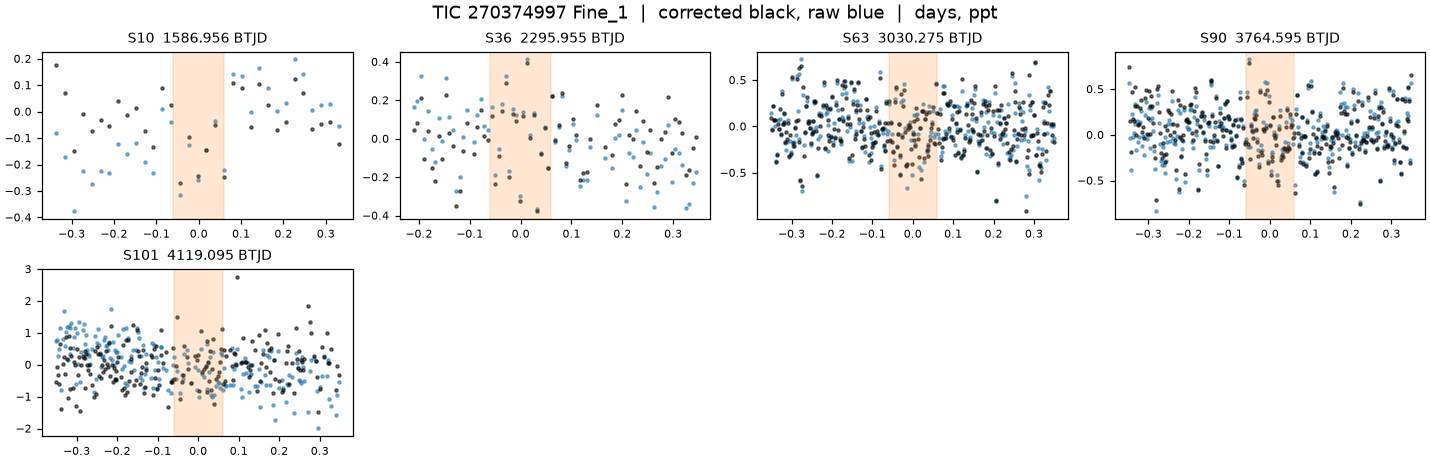 TIC 270374997 Fine_1 | corrected black, raw blue | days, ppt
S10 1586.956 BTJD
S36 2295.955 BTJD
S63 3030.275 BTJD
S90 3764.595 BTJD
0.2
0.1
0.0
−0.1
−0.2
−0.3
−0.4
−0.3 −0.2 −0.1 0.0 0.1 0.2 0.3
0.4
0.2
0.0
−0.2
−0.4
−0.2 −0.1 0.0 0.1 0.2 0.3
0.5
0.0
−0.5
−0.3 −0.2 −0.1 0.0 0.1 0.2 0.3
0.5
0.0
−0.5
−0.3 −0.2 −0.1 0.0 0.1 0.2 0.3
S101 4119.095 BTJD
3
2
1
0
−1
−2
−0.3 −0.2 −0.1 0.0 0.1 0.2 0.3